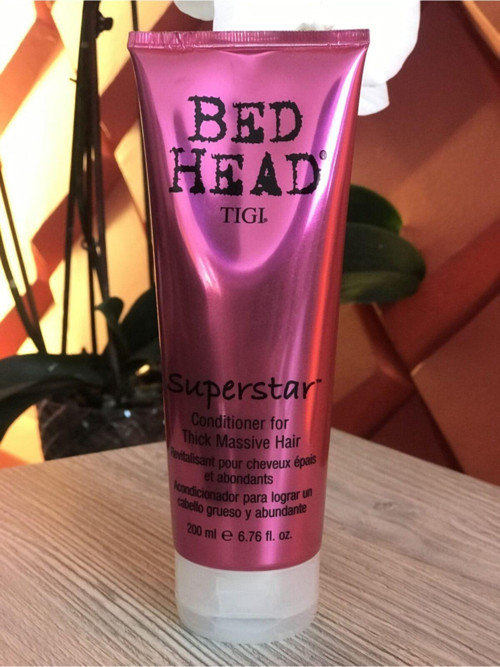 BED
HEAD®
TIGI®
Superstar™
Conditioner for
Thick Massive Hair
Revitalisant pour cheveux épais
et abondants
Acondicionador para lograr un
cabello grueso y abundante
200 ml ℮ 6.76 fl. oz.